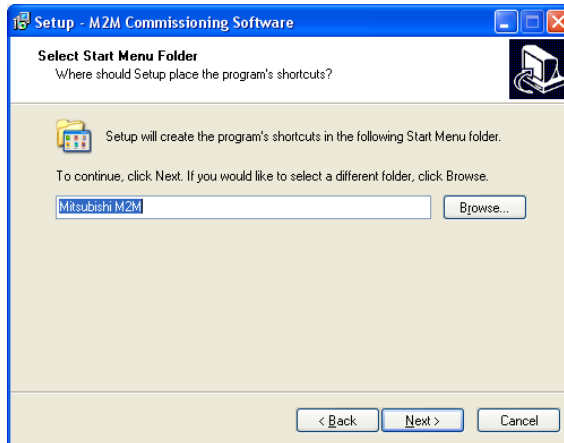 Setup - M2M Commissioning Software
Select Start Menu Folder
Where should Setup place the program's shortcuts?
Setup will create the program's shortcuts in the following Start Menu folder.
To continue, click Next. If you would like to select a different folder, click Browse.
Mitsubishi M2M
Browse...
< Back
Next >
Cancel